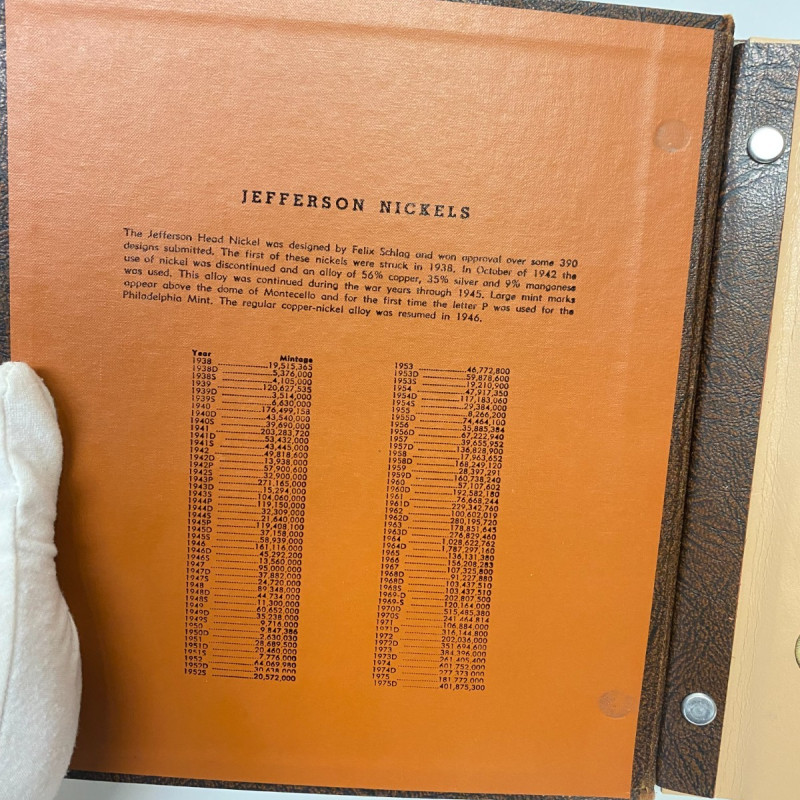 JEFFERSON NICKELS
The Jefferson Head Nickel was designed by Felix Schlag and won approval over some 390
designs submitted. The first of these nickels were struck in 1938. In October of 1942 the
use of nickel was discontinued and an alloy of 56% copper, 35% silver and 9% manganese
was used. This alloy was continued during the war years through 1945. Large mint marks
appear above the dome of Montecello and for the first time the letter P was used for the
Philadelphia Mint. The regular copper-nickel alloy was resumed in 1946.
Year Mintage
1938 19,515,365
1938D 5,376,000
1938S 4,105,000
1939 120,627,535
1939D 3,514,000
1939S 6,630,000
1940 176,499,158
1940D 43,540,000
1940S 39,690,000
1941 203,283,720
1941D 53,432,000
1941S 43,445,000
1942 49,818,600
1942D 13,938,000
1942P 57,900,600
1942S 32,900,000
1943P 271,165,000
1943D 15,294,000
1943S 104,060,000
1944P 119,150,000
1944D 32,309,000
1944S 21,640,000
1945P 119,408,100
1945D 37,158,000
1945S 58,939,000
1946 161,116,000
1946D 45,292,200
1946S 13,560,000
1947 95,000,000
1947D 37,882,000
1947S 24,720,000
1948 89,348,000
1948D 44,734,000
1948S 11,300,000
1949 60,652,000
1949D 35,238,000
1949S 9,716,000
1950 9,847,386
1950D 2,630,030
1951 28,689,500
1951D 20,460,000
1951S 7,776,000
1952 64,069,980
1952D 30,638,000
1952S 20,572,000
1953 46,772,800
1953D 59,878,600
1953S 19,210,900
1954 47,917,350
1954D 117,183,060
1954S 29,384,000
1955 8,266,200
1955D 74,464,100
1956 35,885,384
1956D 67,222,940
1957 39,655,952
1957D 136,828,900
1958 17,963,652
1958D 168,249,120
1959 28,397,291
1959D 160,738,240
1960 57,107,602
1960D 192,582,180
1961 76,668,244
1961D 229,342,760
1962 100,602,019
1962D 280,195,720
1963 178,851,645
1963D 276,829,460
1964 1,028,622,762
1964D 1,787,297,160
1965 136,131,380
1966 156,208,283
1967 107,325,800
1968D 91,227,880
1968D 103,437,510
1968S 103,437,510
1969-D 202,807,500
1969-S 120,164,000
1970D 515,485,380
1970S 241,464,814
1971 106,884,000
1971D 316,144,800
1972 202,036,000
1972D 351,694,600
1973 384,396,000
1973D 261,405,400
1974 601,752,000
1974D 277,373,000
1975 181,772,000
1975D 401,875,300